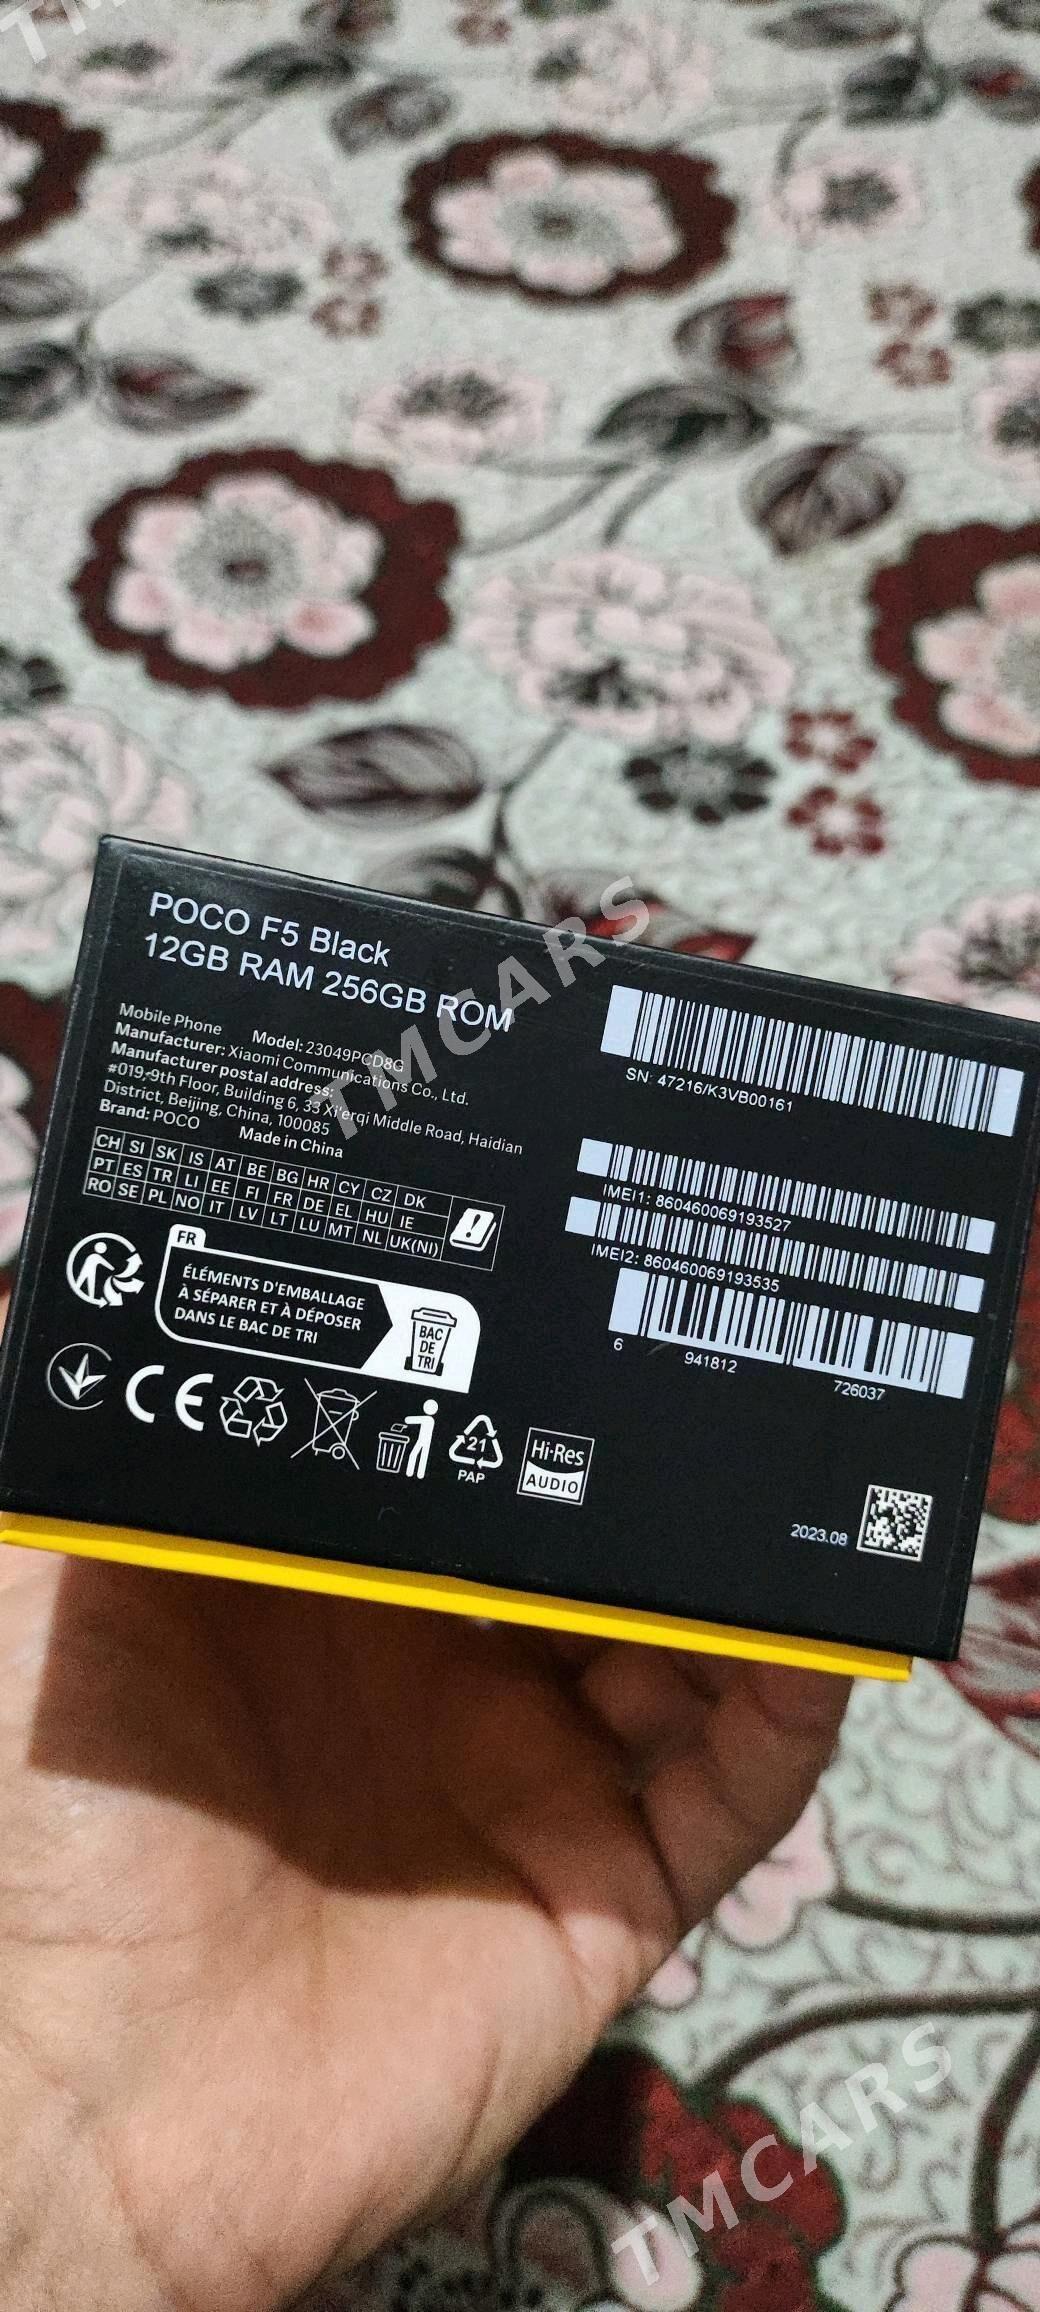 POCO F5 Black
12GB RAM 256GB ROM
Mobile Phone Model: 23049PCD8G
Manufacturer: Xiaomi Communications Co., Ltd.
Manufacturer postal address:
#019, 9th Floor, Building 6, 33 Xi'erqi Middle Road, Haidian
District, Beijing, China, 100085
Brand: POCO Made in China
CH SI SK IS AT BE BG HR CY CZ DK
PT ES TR LI EE FI FR DE EL HU IE
RO SE PL NO IT LV LT LU MT NL UK(NI)
FR
ÉLÉMENTS D'EMBALLAGE
À SÉPARER ET À DÉPOSER
DANS LE BAC DE TRI
BAC
DE
TRI
CE
21
PAP
Hi-Res
AUDIO
SN: 47216/K3VB00161
IMEI1: 860460069193527
IMEI2: 860460069193535
6 941812 726037
2023.08
TMCARS
TMCARS
TM